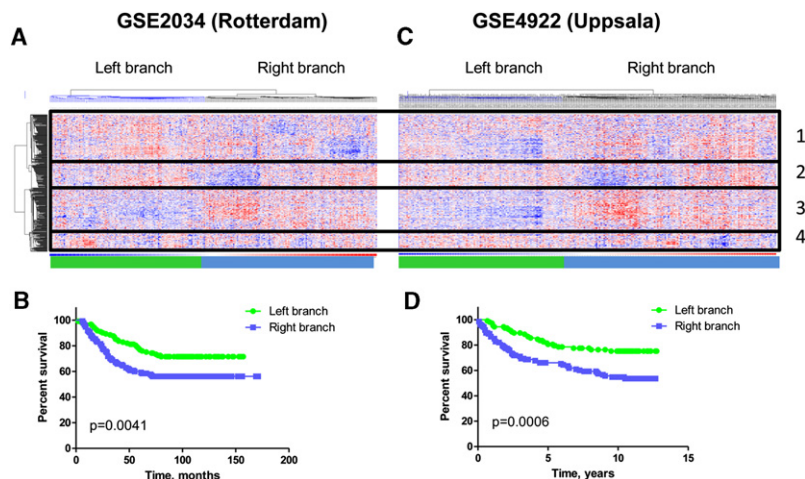 GSE2034 (Rotterdam)
GSE4922 (Uppsala)
A
C
Left branch
Right branch
Left branch
Right branch
1
2
3
4
B
Left branch
Right branch
Percent survival
100
80
60
40
20
0
p=0.0041
0
50
100
150
200
Time, months
D
Left branch
Right branch
Percent survival
100
80
60
40
20
0
p=0.0006
0
5
10
15
Time, years